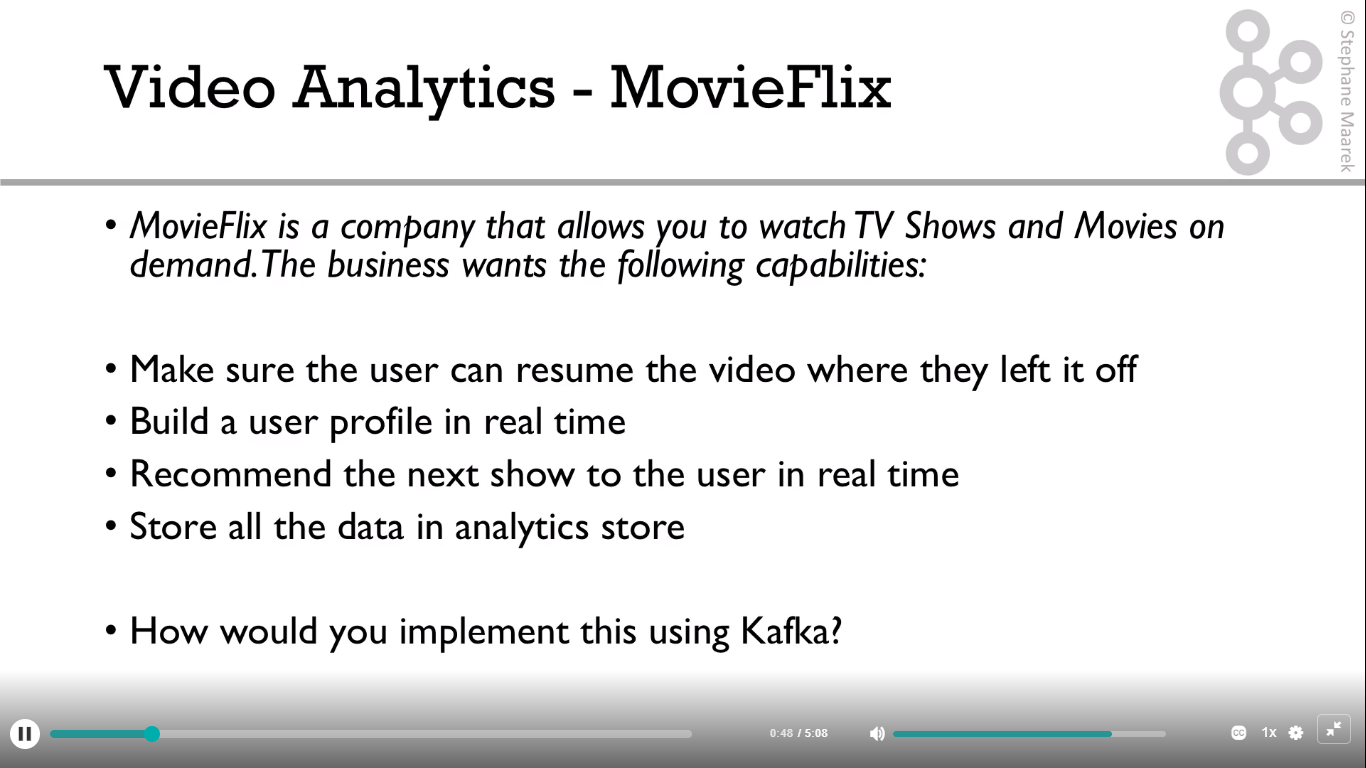 Video Analytics - MovieFlix
© Stephane Maarek
• MovieFlix is a company that allows you to watch TV Shows and Movies on
demand. The business wants the following capabilities:
• Make sure the user can resume the video where they left it off
• Build a user profile in real time
• Recommend the next show to the user in real time
• Store all the data in analytics store
• How would you implement this using Kafka?
0:48 / 5:08
CC
1x